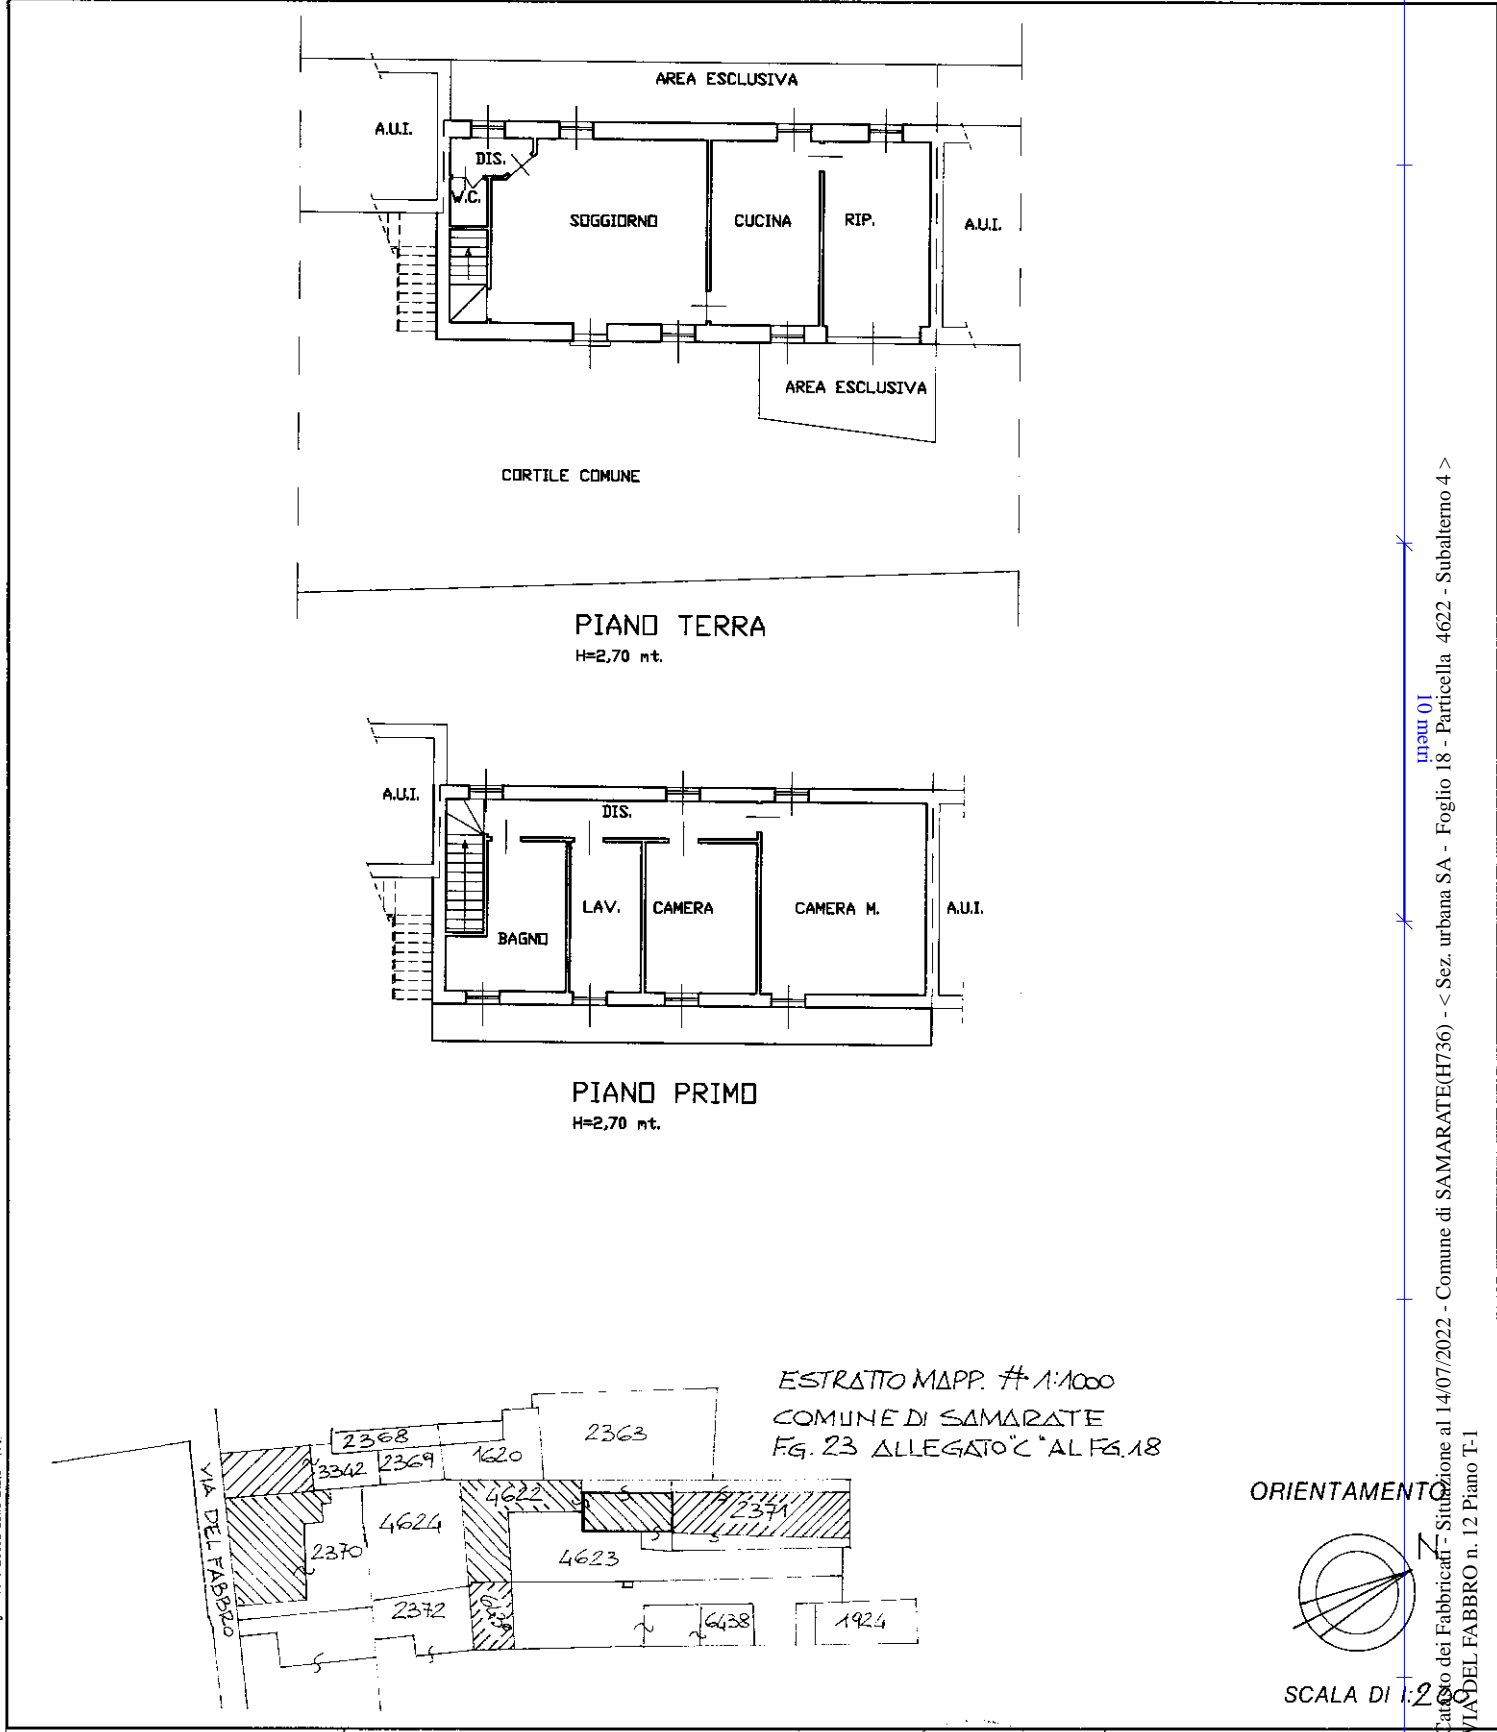 AREA ESCLUSIVA
A.U.I.
DIS.
W.C.
SOGGIORNO
CUCINA
RIP.
A.U.I.
AREA ESCLUSIVA
CORTILE COMUNE
PIANO TERRA
H=2,70 mt.
A.U.I.
DIS.
LAV.
CAMERA
CAMERA M.
A.U.I.
BAGNO
PIANO PRIMO
H=2,70 mt.
10 metri
Catasto dei Fabbricati - Situazione al 14/07/2022 - Comune di SAMARATE(H736) - < Sez. urbana SA - Foglio 18 - Particella 4622 - Subalterno 4 >
VIA DEL FABBRO n. 12 Piano T-1
ESTRATTO MAPP. # 1:1000
COMUNE DI SAMARATE
FG. 23 ALLEGATO "C" AL FG.18
2368
3342
2369
1620
2363
4622
2371
4624
2370
4623
VIA DEL FABBRO
2372
6438
1924
ORIENTAMENTO
N
SCALA DI 1:200